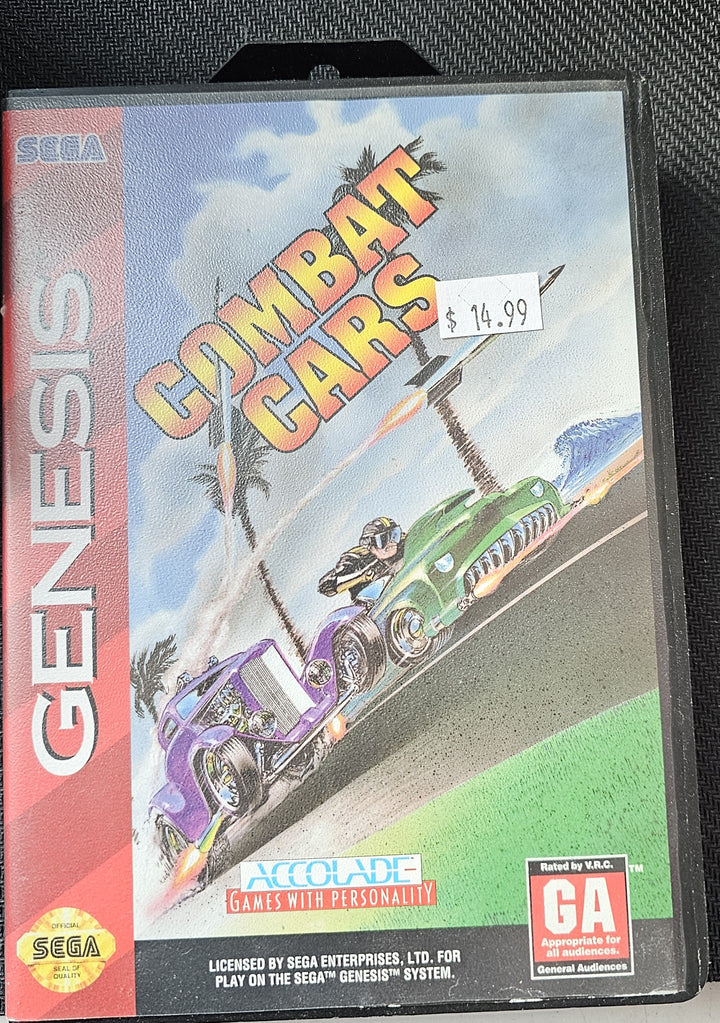 SEGA
GENESIS
COMBAT
CARS
$ 14.99
ACCOLADE
GAMES WITH PERSONALITY
Rated by V.R.C.
TM
GA
Appropriate for
all audiences.
General Audiences
OFFICIAL
SEGA
SEAL OF
QUALITY
LICENSED BY SEGA ENTERPRISES, LTD. FOR
PLAY ON THE SEGA™ GENESIS™ SYSTEM.